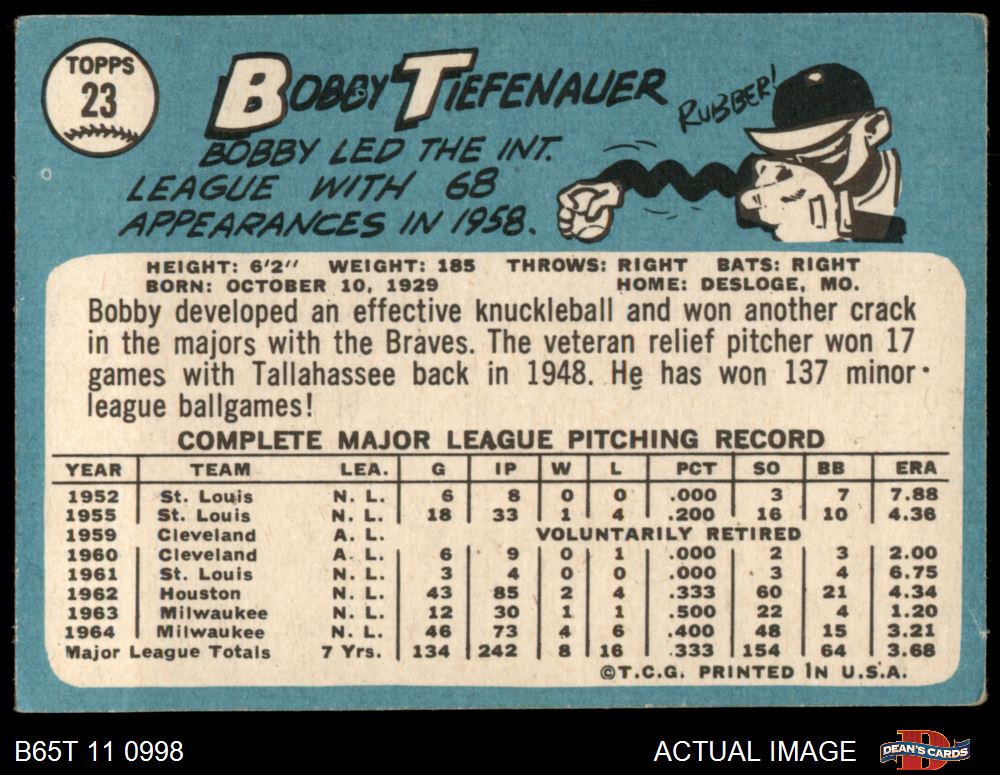 TOPPS
23
BOBBY TIEFENAUER
RUBBER!
BOBBY LED THE INT.
LEAGUE WITH 68
APPEARANCES IN 1958.
HEIGHT: 6'2" WEIGHT: 185 THROWS: RIGHT BATS: RIGHT
BORN: OCTOBER 10, 1929 HOME: DESLOGE, MO.
Bobby developed an effective knuckleball and won another crack
in the majors with the Braves. The veteran relief pitcher won 17
games with Tallahassee back in 1948. He has won 137 minor-
league ballgames!
COMPLETE MAJOR LEAGUE PITCHING RECORD
YEAR TEAM LEA. G IP W L PCT SO BB ERA
1952 St. Louis N. L. 6 8 0 0 .000 3 7 7.88
1955 St. Louis N. L. 18 33 1 4 .200 16 10 4.36
1959 Cleveland A. L. VOLUNTARILY RETIRED
1960 Cleveland A. L. 6 9 0 1 .000 2 3 2.00
1961 St. Louis N. L. 3 4 0 0 .000 3 4 6.75
1962 Houston N. L. 43 85 2 4 .333 60 21 4.34
1963 Milwaukee N. L. 12 30 1 1 .500 22 4 1.20
1964 Milwaukee N. L. 46 73 4 6 .400 48 15 3.21
Major League Totals 7 Yrs. 134 242 8 16 .333 154 64 3.68
©T.C.G. PRINTED IN U.S.A.
B65T 11 0998 ACTUAL IMAGE DEAN'S CARDS